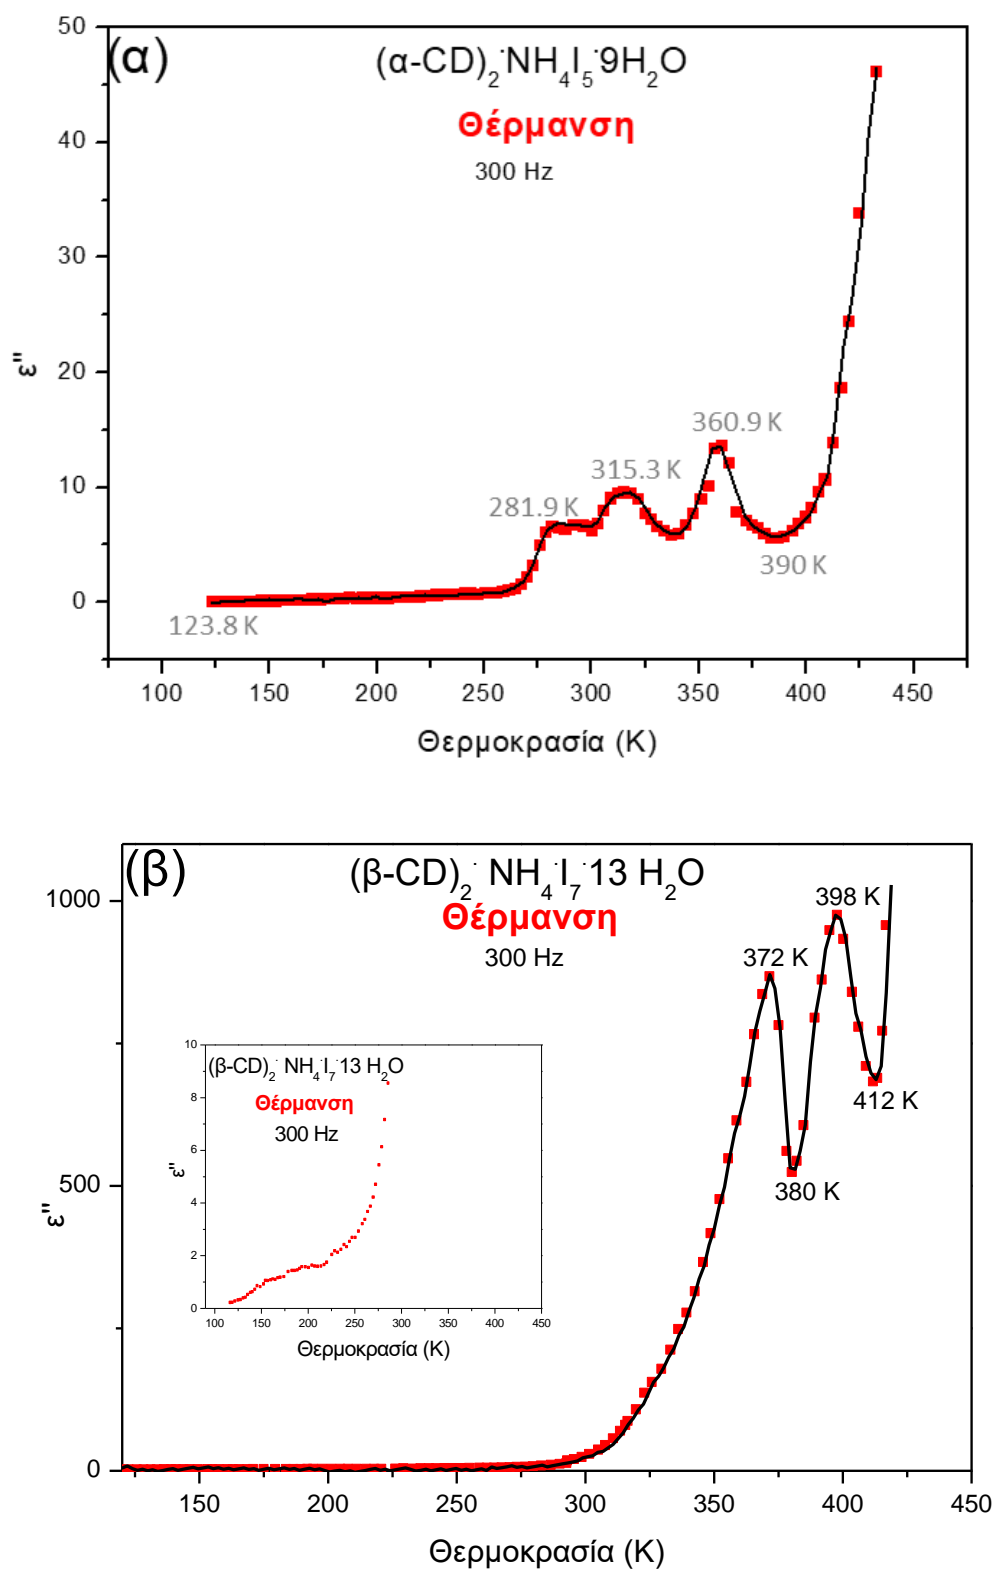 (α)
(α-CD)₂·NH₄I₅·9H₂O
Θέρμανση
300 Hz
50
40
30
20
10
0
ε"
360.9 K
315.3 K
281.9 K
390 K
123.8 K
100 150 200 250 300 350 400 450
Θερμοκρασία (K)
(β)
(β-CD)₂· NH₄·I₇·13 H₂O
Θέρμανση
300 Hz
1000
500
0
ε"
398 K
372 K
412 K
380 K
(β-CD)₂· NH₄·I₇·13 H₂O
Θέρμανση
300 Hz
10
8
6
4
2
0
ε"
100 150 200 250 300 350 400 450
Θερμοκρασία (K)
150 200 250 300 350 400 450
Θερμοκρασία (K)